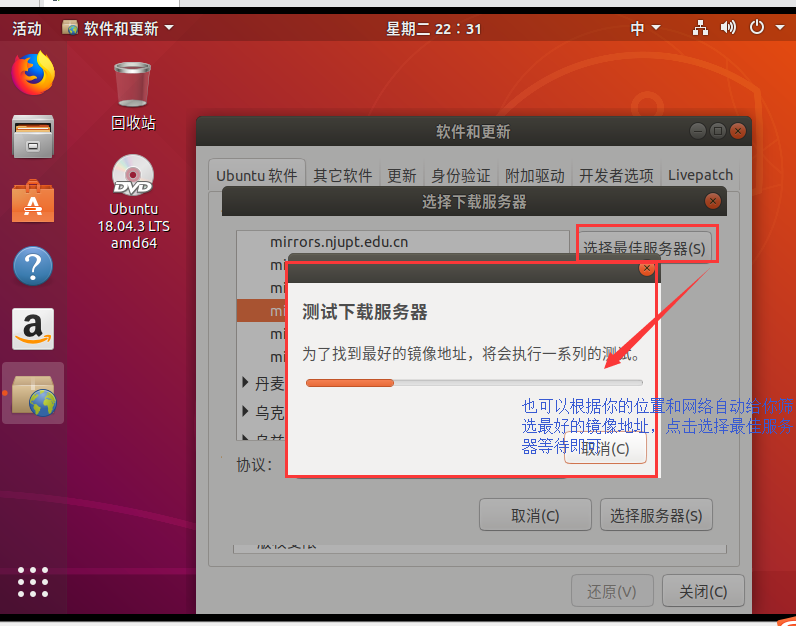 活动
软件和更新
星期二 22：31
中
回收站
Ubuntu
18.04.3 LTS
amd64
软件和更新
Ubuntu 软件
其它软件
更新
身份验证
附加驱动
开发者选项
Livepatch
选择下载服务器
mirrors.njupt.edu.cn
选择最佳服务器(S)
mi
mi
mi
mi
mi
测试下载服务器
为了找到最好的镜像地址，将会执行一系列的测试。
丹麦
乌克
也可以根据你的位置和网络自动给你挑
选最好的镜像地址，点击选择最佳服务
器等待即可
取消(C)
协议：
取消(C)
选择服务器(S)
还原(V)
关闭(C)